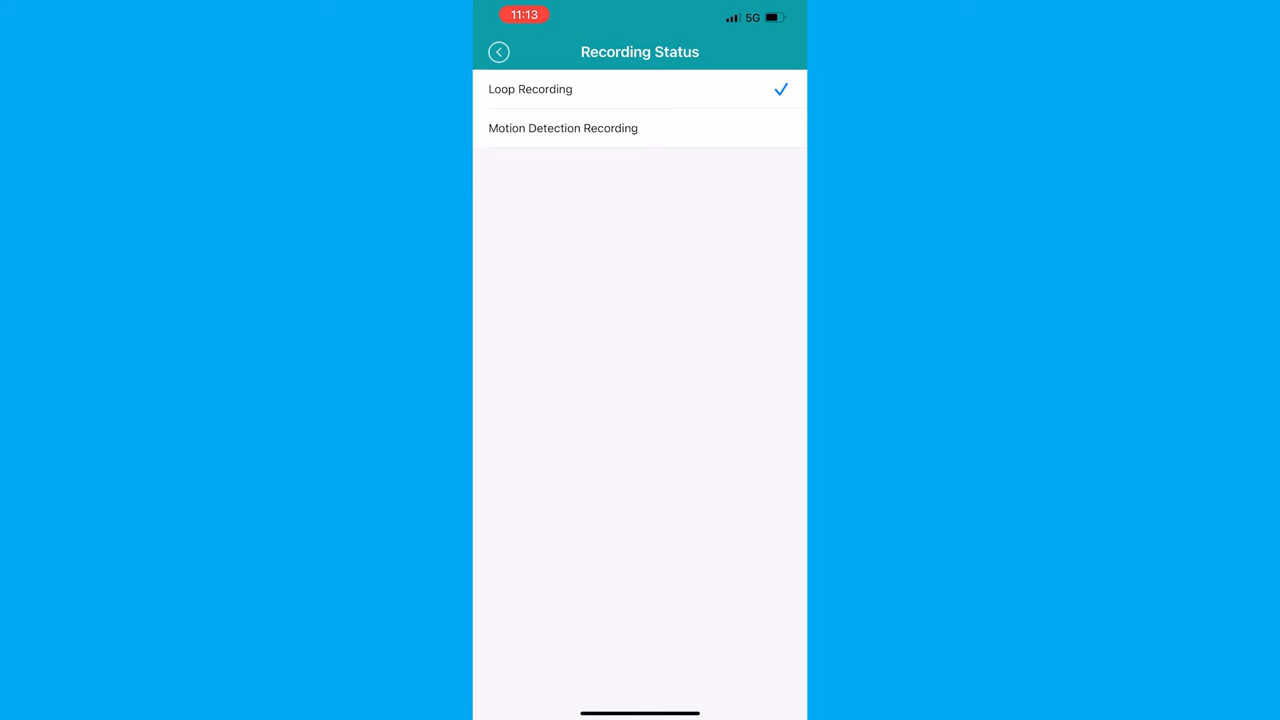 11:13
5G
Recording Status
Loop Recording
Motion Detection Recording